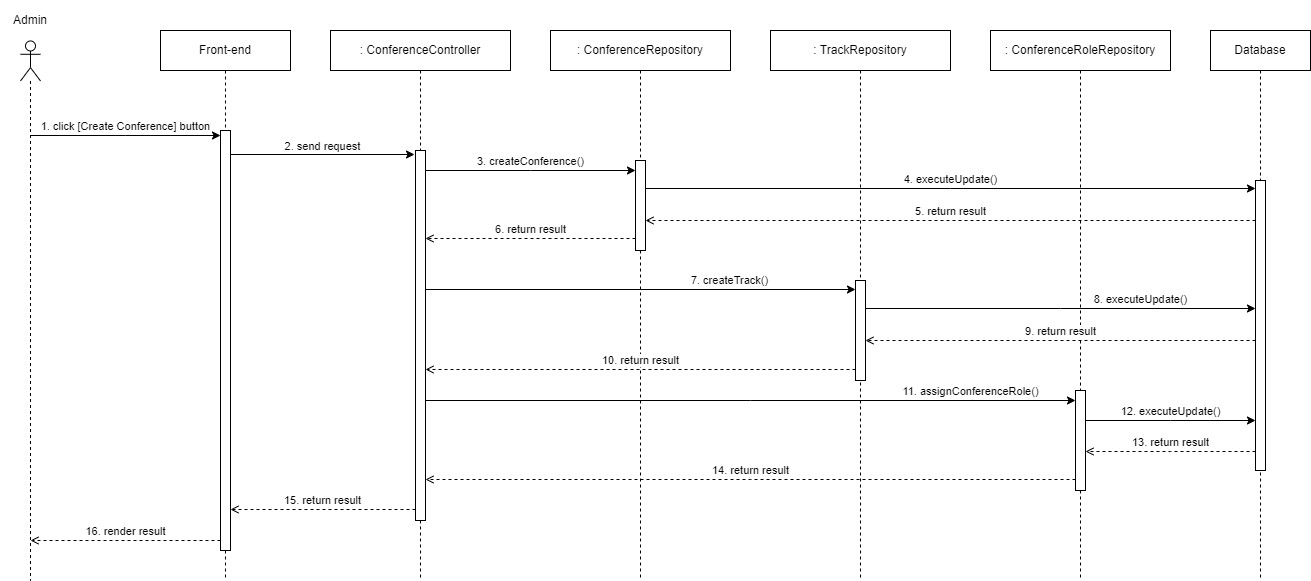 Admin
Front-end
: ConferenceController
: ConferenceRepository
: TrackRepository
: ConferenceRoleRepository
Database
1. click [Create Conference] button
2. send request
3. createConference()
4. executeUpdate()
5. return result
6. return result
7. createTrack()
8. executeUpdate()
9. return result
10. return result
11. assignConferenceRole()
12. executeUpdate()
13. return result
14. return result
15. return result
16. render result